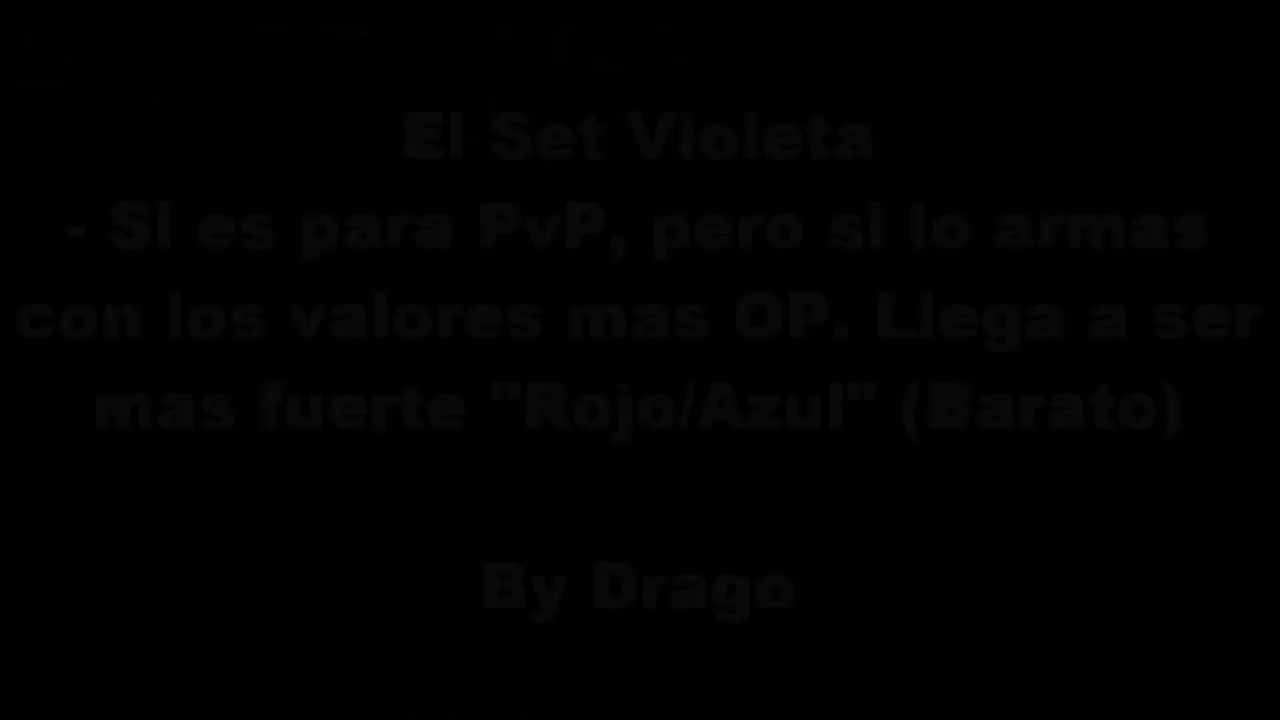 El Set Violeta
- Si es para PvP, pero si lo armas
con los valores mas OP. Llega a ser
mas fuerte "Rojo/Azul" (Barato)
By Drago